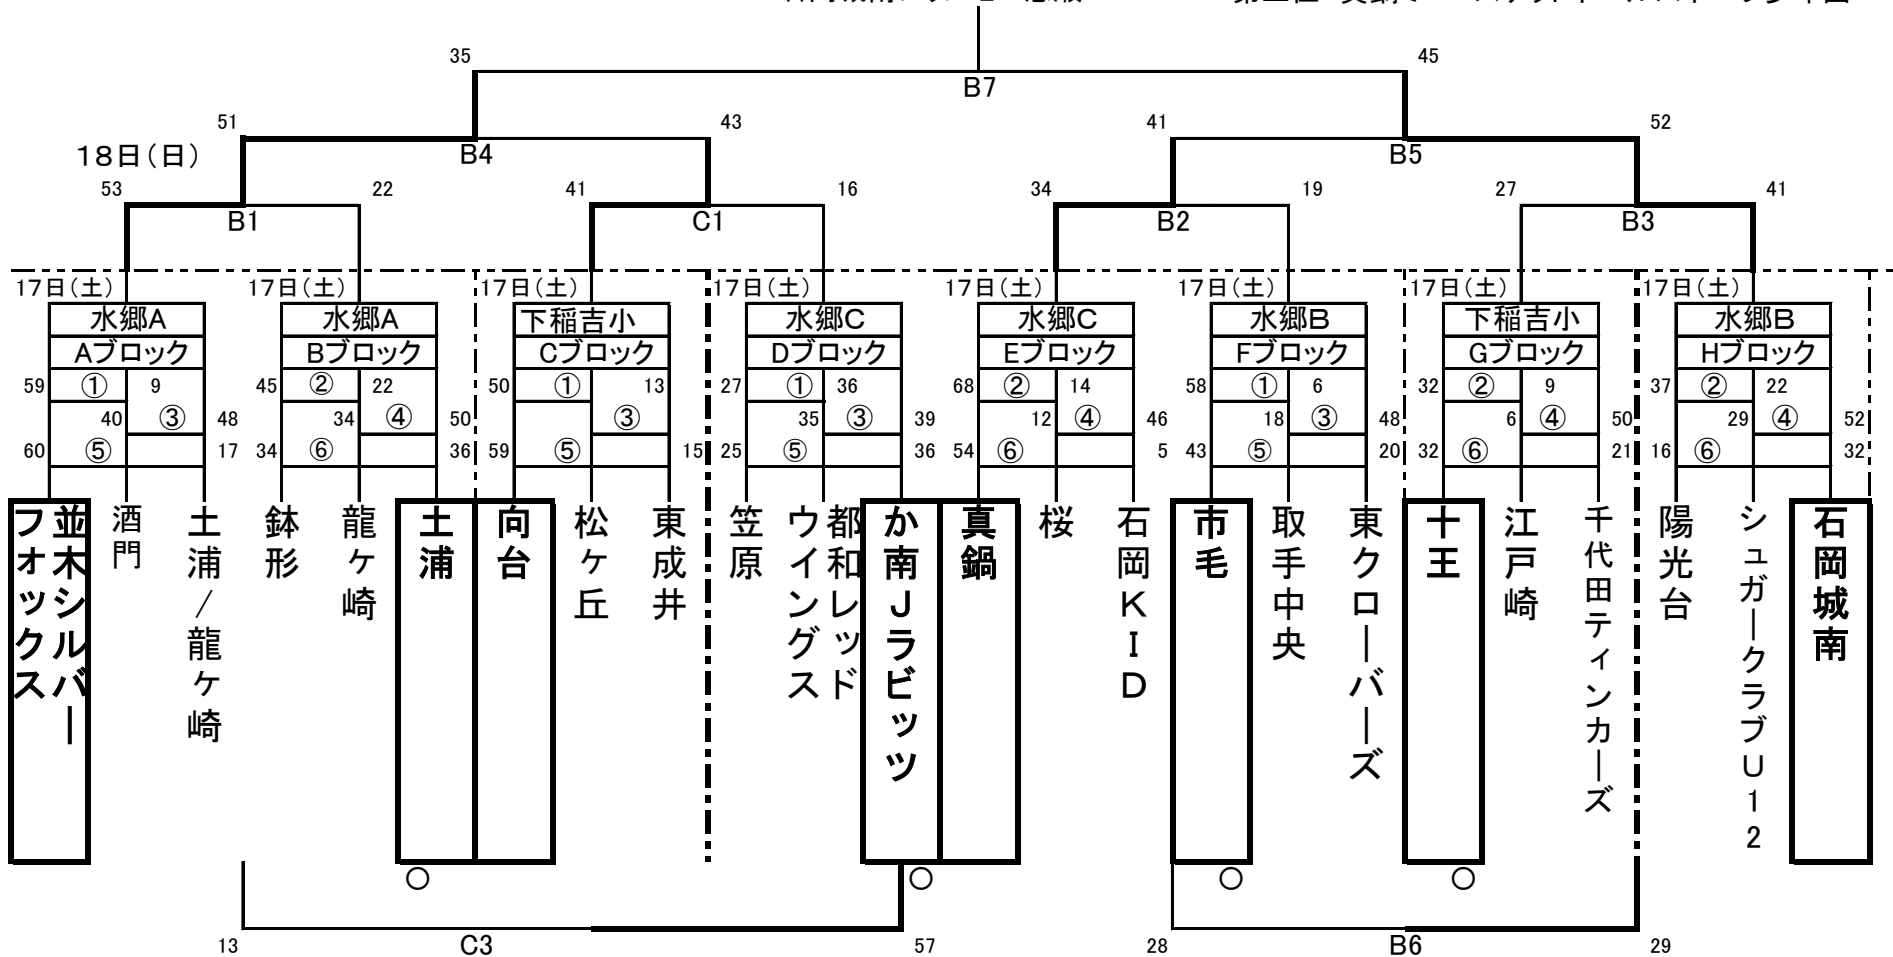 35
45
B7
51
43
41
52
18日(日)
B4
B5
53
22
41
16
34
19
27
41
B1
C1
B2
B3
17日(土)
17日(土)
17日(土)
17日(土)
17日(土)
17日(土)
17日(土)
17日(土)
水郷A
水郷A
下稲吉小
水郷C
水郷C
水郷B
下稲吉小
水郷B
Aブロック
Bブロック
Cブロック
Dブロック
Eブロック
Fブロック
Gブロック
Hブロック
59 ① 9
45 ② 22
50 ① 13
27 ① 36
68 ② 14
58 ① 6
32 ② 9
37 ② 22
40 ③ 48
34 ④ 50
③
35 ③ 39
12 ④ 46
18 ③ 48
6 ④ 50
29 ④ 52
60 ⑤ 17
34 ⑥ 36
59 ⑤ 15
25 ⑤ 36
54 ⑥ 5
43 ⑤ 20
32 ⑥ 21
16 ⑥ 32
並木シルバー
フォックス
酒門
土浦/龍ヶ崎
鉢形
龍ケ崎
土浦
向台
松ヶ丘
東成井
笠原
都和レッド
ウイングス
か南Jラビッツ
真鍋
桜
石岡KID
市毛
取手中央
東クローバーズ
十王
江戸崎
千代田ティンカーズ
陽光台
シュガークラブU12
石岡城南
○
○
○
○
13
C3
57
28
B6
29